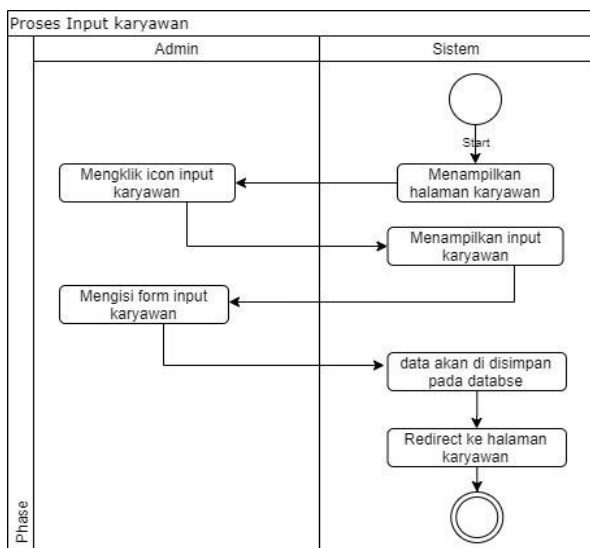 Proses Input karyawan
Admin
Sistem
Start
Menampilkan
halaman karyawan
Mengklik icon input
karyawan
Menampilkan input
karyawan
Mengisi form input
karyawan
data akan di disimpan
pada databse
Redirect ke halaman
karyawan
Phase